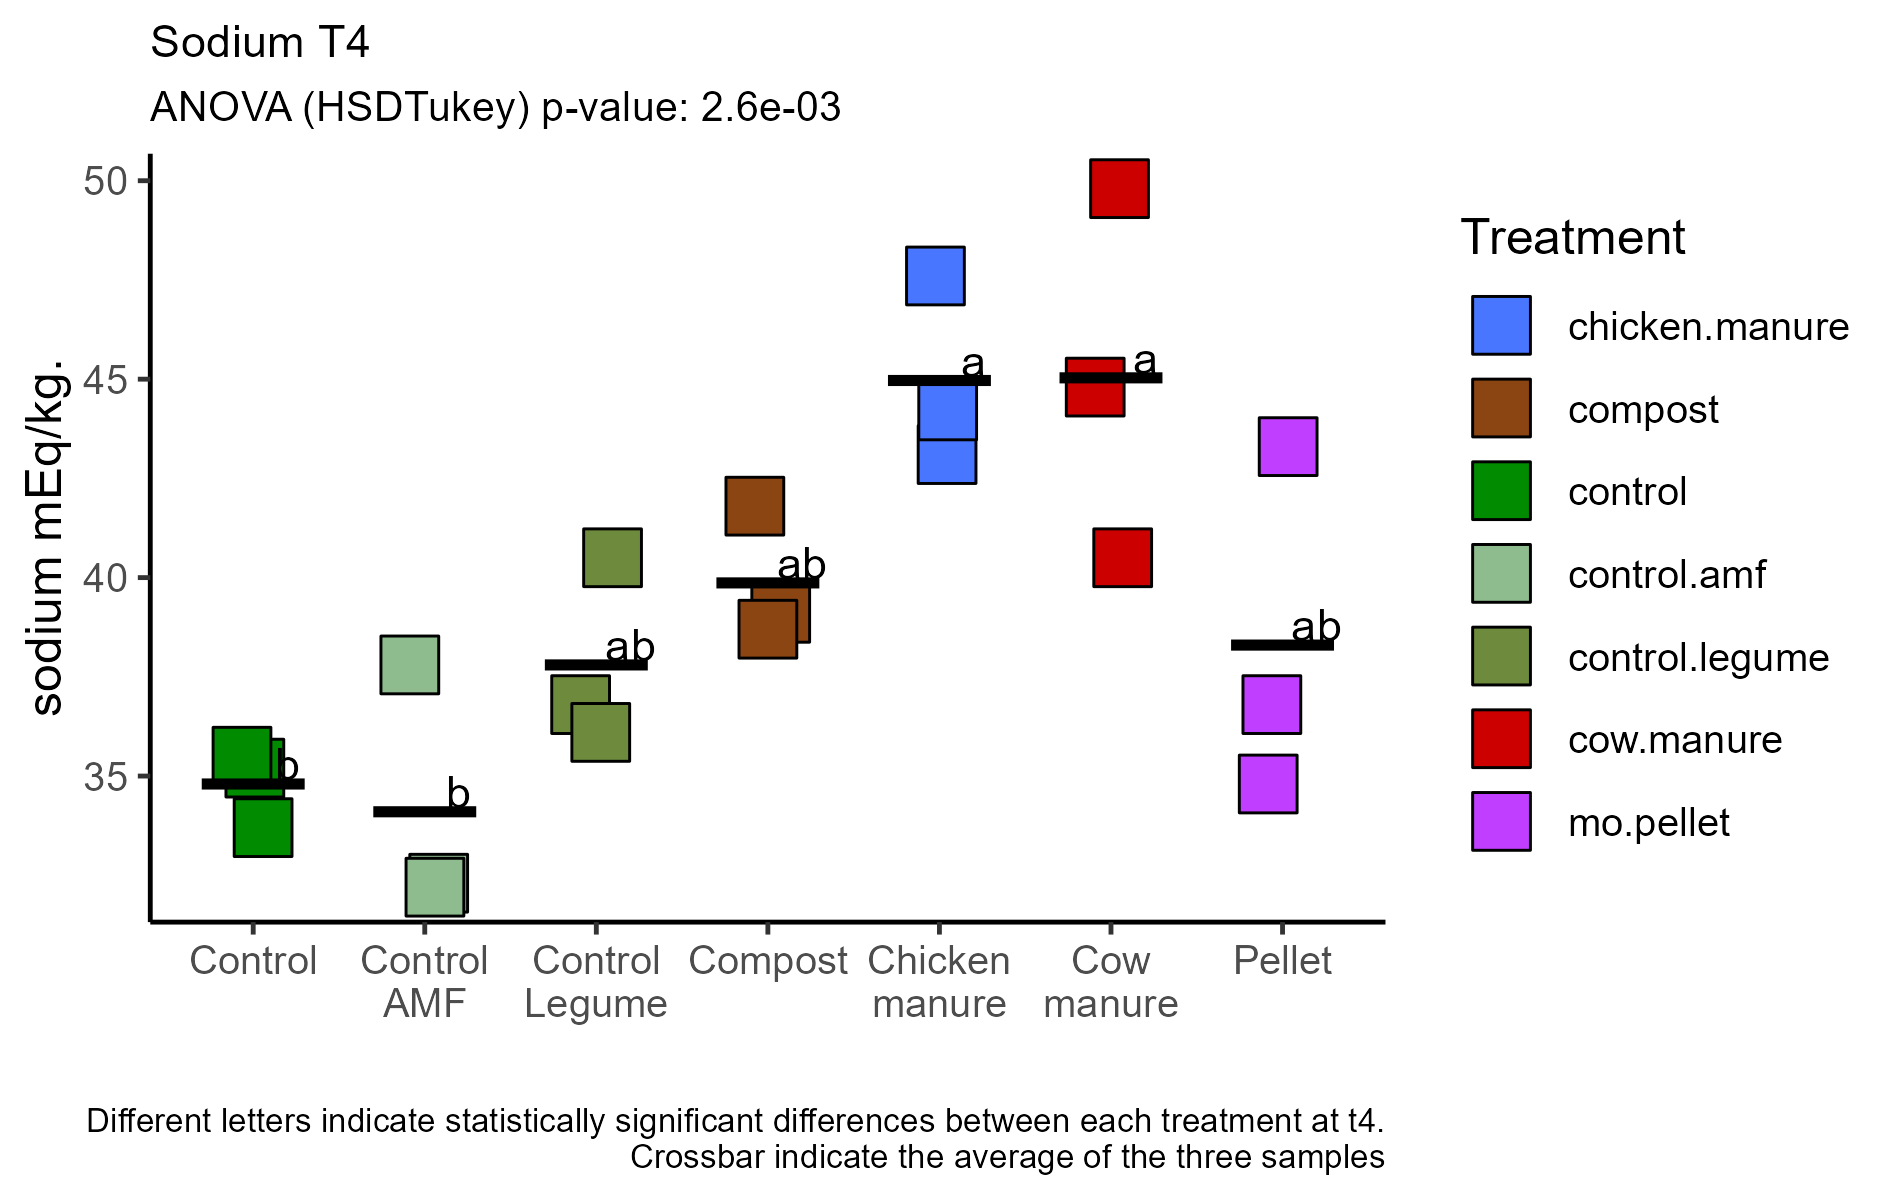 Sodium T4
ANOVA (HSDTukey) p-value: 2.6e-03
sodium mEq/kg.
50
45
40
35
b
b
ab
ab
a
a
ab
Control
Control
AMF
Control
Legume
Compost
Chicken
manure
Cow
manure
Pellet
Treatment
chicken.manure
compost
control
control.amf
control.legume
cow.manure
mo.pellet
Different letters indicate statistically significant differences between each treatment at t4.
Crossbar indicate the average of the three samples